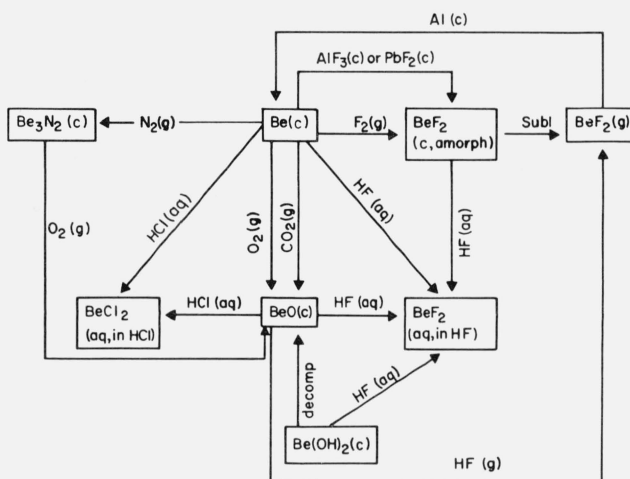 Al (c)
AlF₃(c) or PbF₂(c)
Be₃N₂ (c)
N₂(g)
Be(c)
F₂(g)
BeF₂
(c, amorph)
Subl
BeF₂(g)
O₂(g)
HCl(aq)
O₂(g)
CO₂(g)
HF(aq)
HF(aq)
BeCl₂
(aq, in HCl)
HCl(aq)
BeO(c)
HF (aq)
BeF₂
(aq, in HF)
decomp
HF (aq)
Be(OH)₂(c)
HF (g)